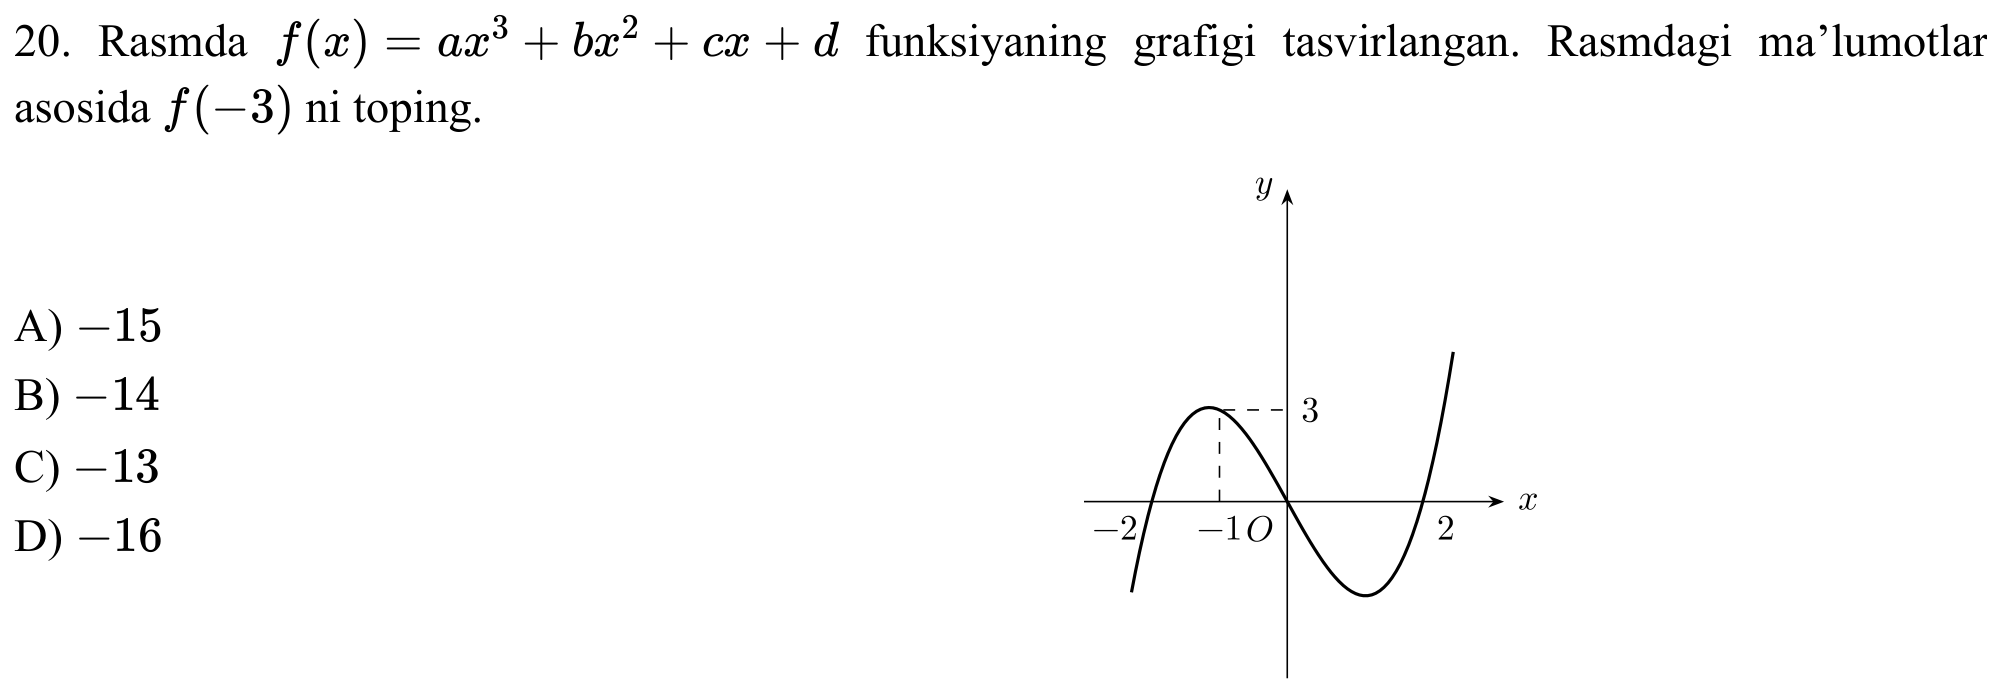 20. Rasmda f(x) = ax³ + bx² + cx + d funksiyaning grafigi tasvirlangan. Rasmdagi ma’lumotlar
asosida f(−3) ni toping.
A) −15
B) −14
C) −13
D) −16
y
3
x
−2
−1
O
2